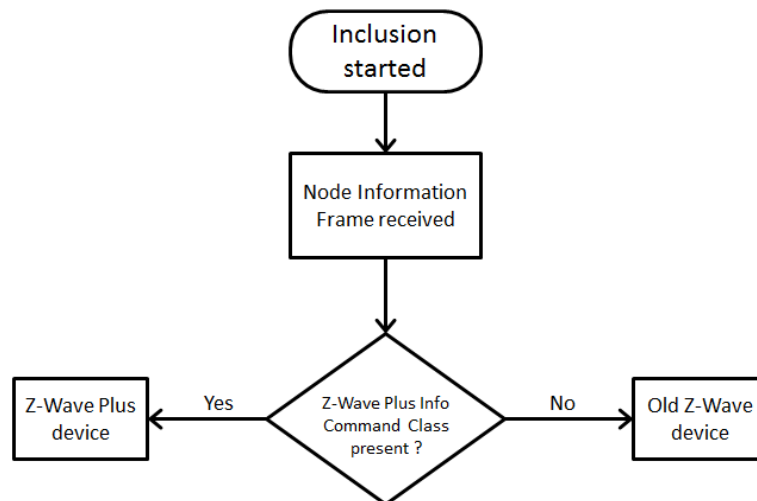 Inclusion
started
Node Information
Frame received
Z-Wave Plus Info
Command Class
present ?
Yes
No
Z-Wave Plus
device
Old Z-Wave
device